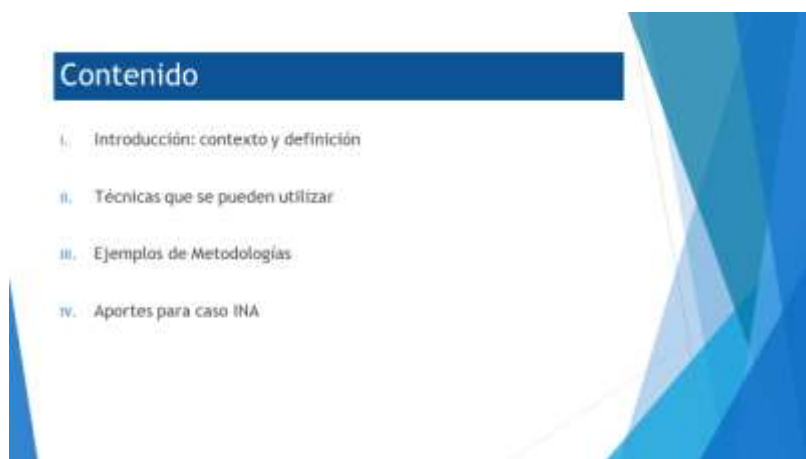 Contenido
I. Introducción: contexto y definición
II. Técnicas que se pueden utilizar
III. Ejemplos de Metodologías
IV. Aportes para caso INA